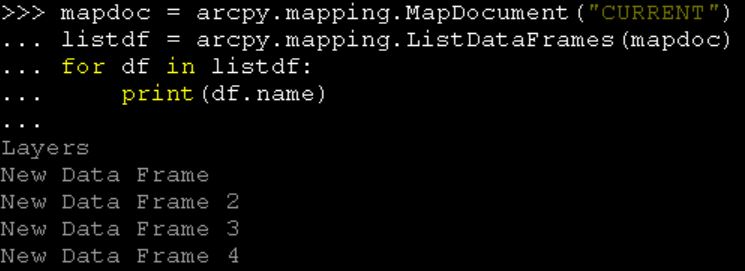 >>> mapdoc = arcpy.mapping.MapDocument("CURRENT")
... listdf = arcpy.mapping.ListDataFrames(mapdoc)
... for df in listdf:
...     print(df.name)
...
Layers
New Data Frame
New Data Frame 2
New Data Frame 3
New Data Frame 4